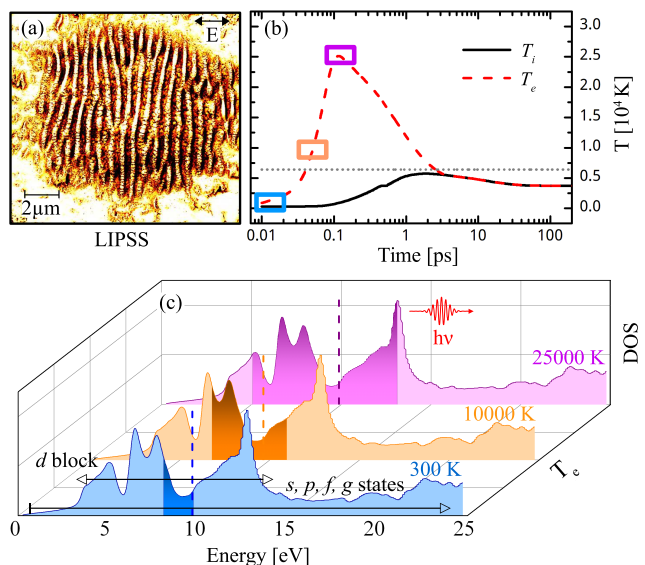 (a)
E
2µm
LIPSS
(b)
T_i
T_e
3.0
2.5
2.0
1.5
1.0
0.5
0.0
T [10⁴ K]
0.01 0.1 1 10 100
Time [ps]
(c)
hν
25000 K
10000 K
300 K
DOS
T_e
d block
s, p, f, g states
0 5 10 15 20 25
Energy [eV]